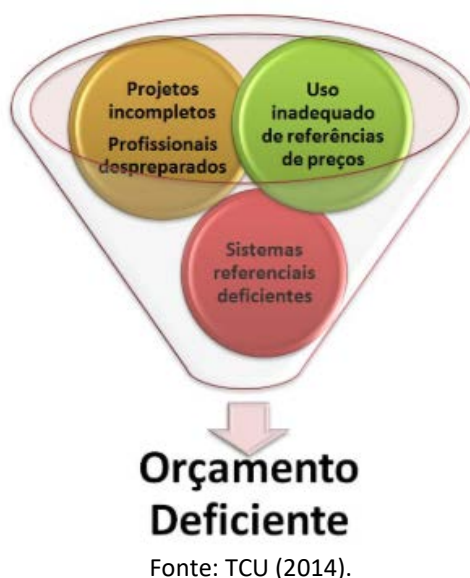 Projetos
incompletos
Profissionais
despreparados
Uso
inadequado
de referências
de preços
Sistemas
referenciais
deficientes
Orçamento
Deficiente
Fonte: TCU (2014).